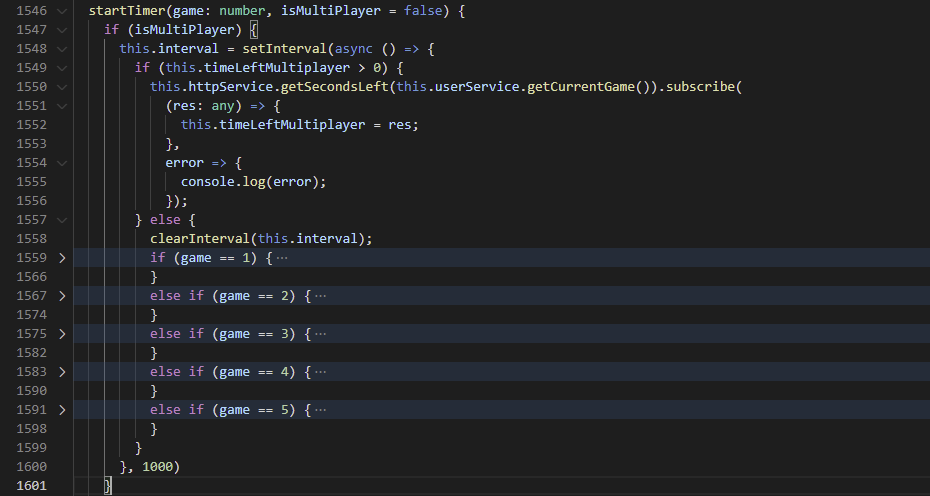 1546 startTimer(game: number, isMultiPlayer = false) {
1547 if (isMultiPlayer) {
1548 this.interval = setInterval(async () => {
1549 if (this.timeLeftMultiplayer > 0) {
1550 this.httpService.getSecondsLeft(this.userService.getCurrentGame()).subscribe(
1551 (res: any) => {
1552 this.timeLeftMultiplayer = res;
1553 },
1554 error => {
1555 console.log(error);
1556 });
1557 } else {
1558 clearInterval(this.interval);
1559 if (game == 1) {···
1566 }
1567 else if (game == 2) {···
1574 }
1575 else if (game == 3) {···
1582 }
1583 else if (game == 4) {···
1590 }
1591 else if (game == 5) {···
1598 }
1599 }
1600 }, 1000)
1601 }